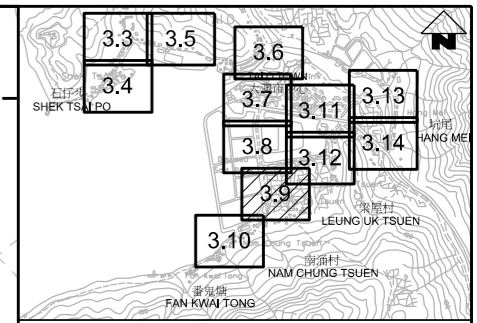 N
3.3
3.5
3.6
3.4
石仔埗
SHEK TSAI PO
3.7
3.11
3.13
坑尾
HANG MEI
3.8
3.12
3.14
3.9
梁屋村
LEUNG UK TSUEN
3.10
南涌村
NAM CHUNG TSUEN
番鬼塘
FAN KWAI TONG